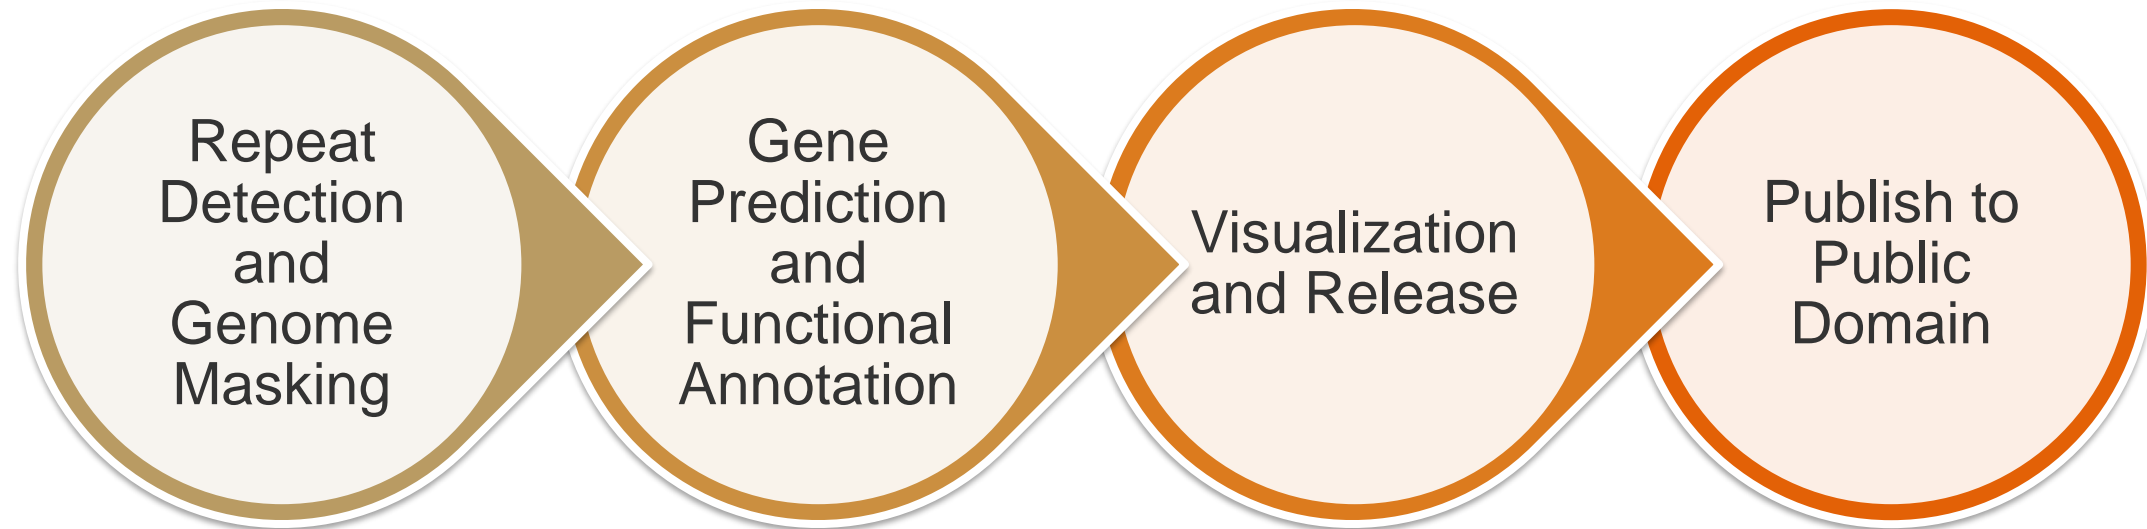 Repeat
Detection
and
Genome
Masking
Gene
Prediction
and
Functional
Annotation
Visualization
and Release
Publish to
Public
Domain